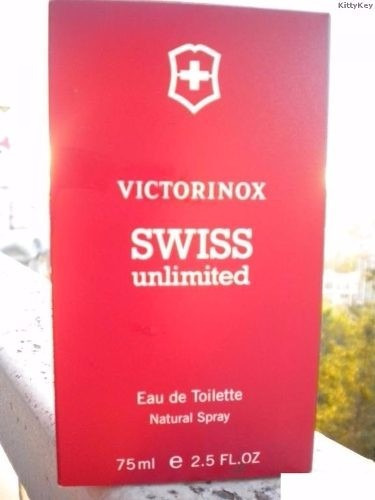 KittyKey
VICTORINOX
SWISS
unlimited
Eau de Toilette
Natural Spray
75ml e 2.5 FL.OZ